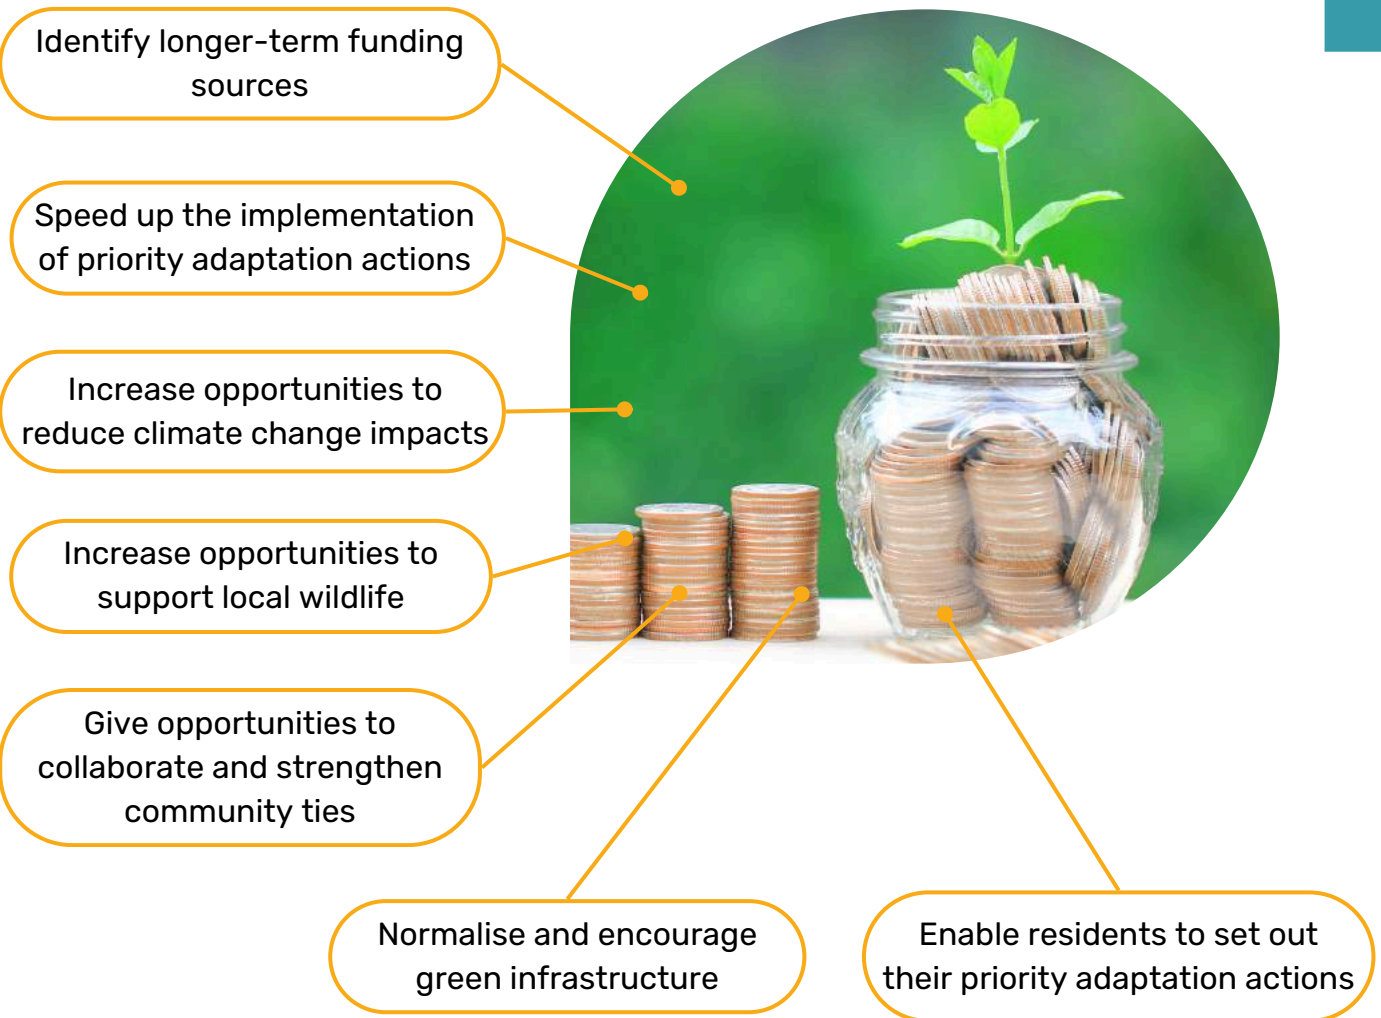 Identify longer-term funding
sources
Speed up the implementation
of priority adaptation actions
Increase opportunities to
reduce climate change impacts
Increase opportunities to
support local wildlife
Give opportunities to
collaborate and strengthen
community ties
Normalise and encourage
green infrastructure
Enable residents to set out
their priority adaptation actions